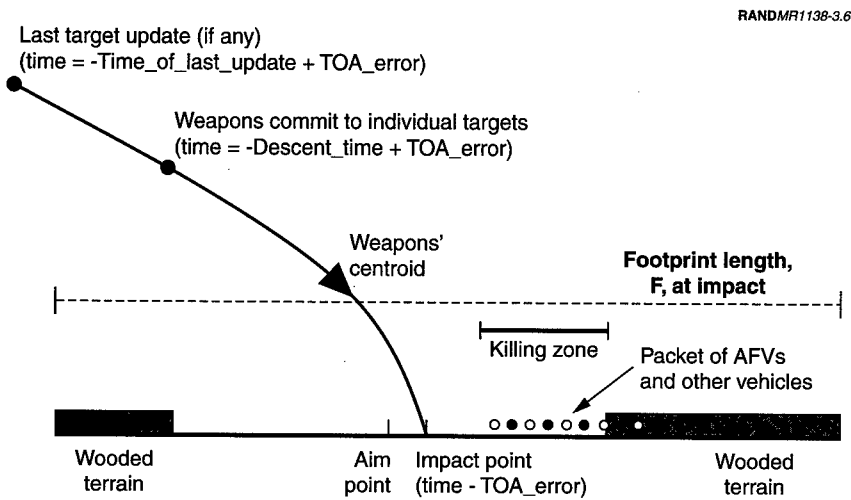 RANDMR1138-3.6
Last target update (if any)
(time = -Time_of_last_update + TOA_error)
Weapons commit to individual targets
(time = -Descent_time + TOA_error)
Weapons'
centroid
Footprint length,
F, at impact
Killing zone
Packet of AFVs
and other vehicles
Wooded
terrain
Aim
point
Impact point
(time - TOA_error)
Wooded
terrain